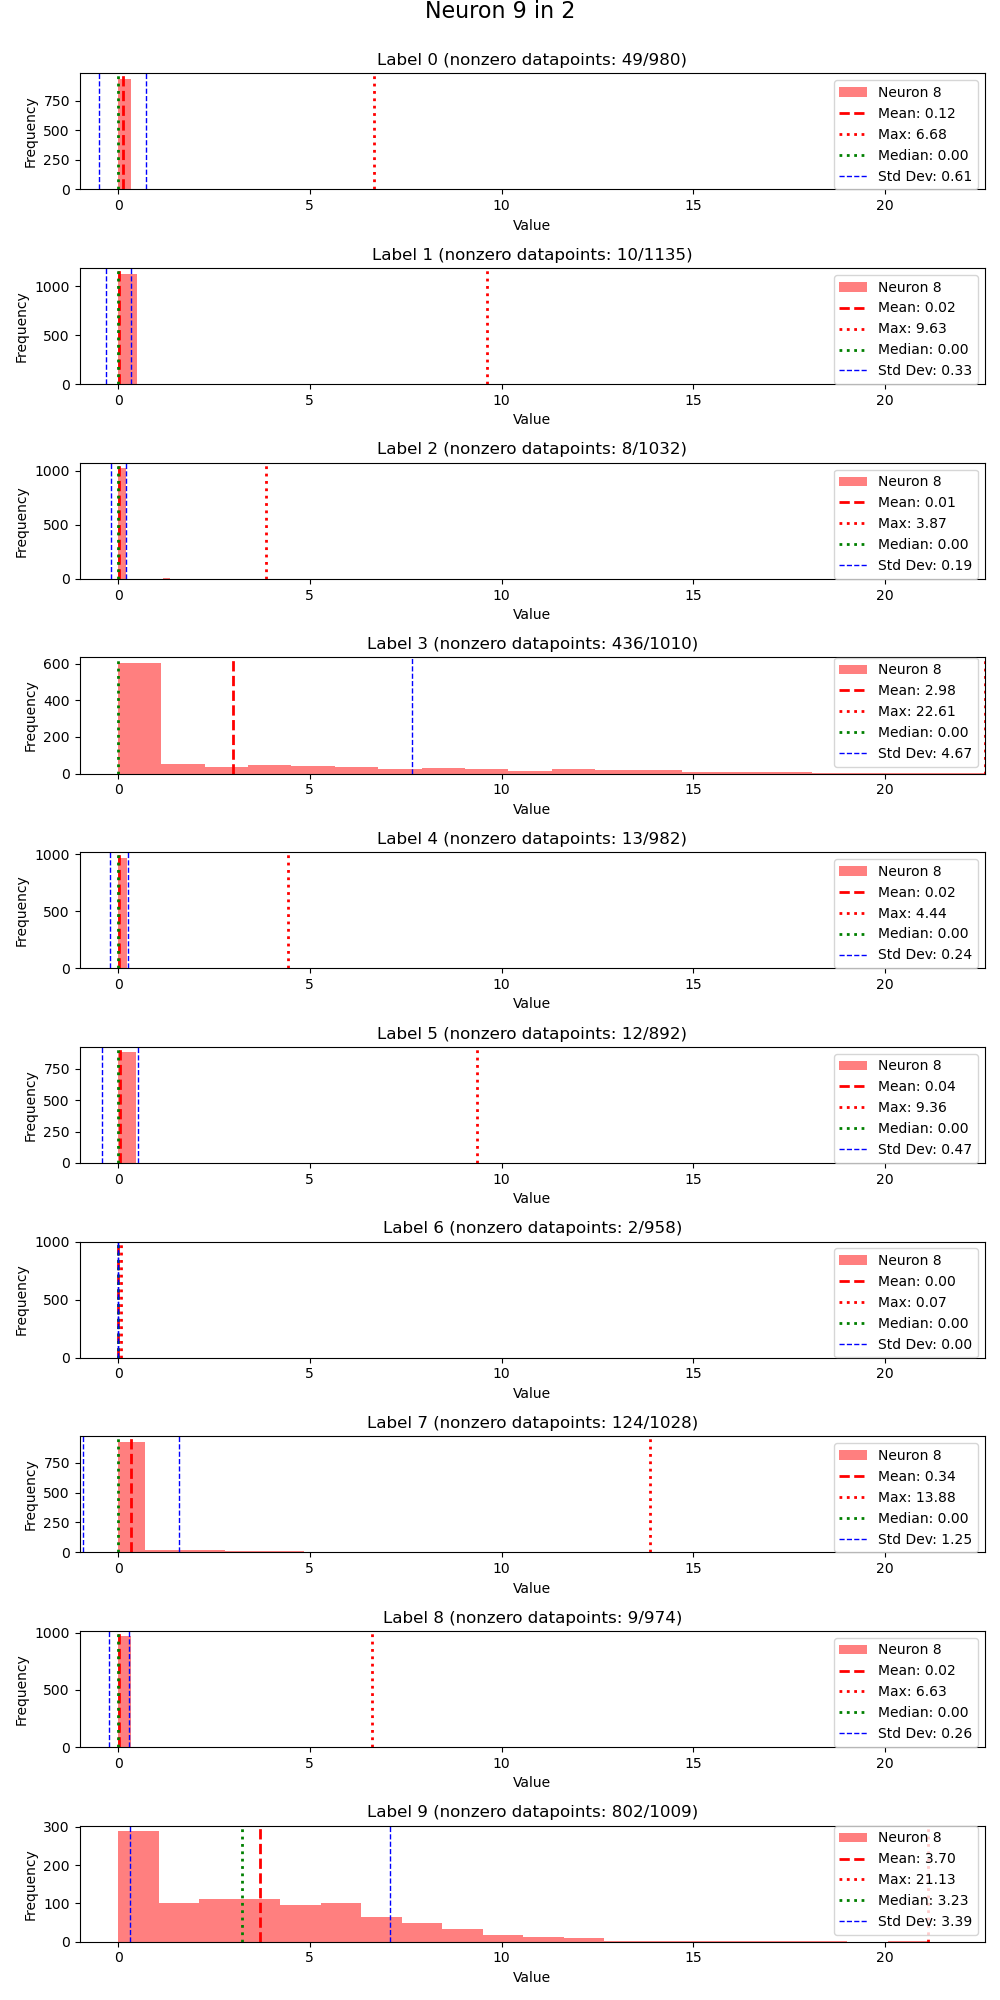 Neuron 9 in 2
Label 0 (nonzero datapoints: 49/980)
Frequency
750
500
250
0
Neuron 8
Mean: 0.12
Max: 6.68
Median: 0.00
Std Dev: 0.61
0 5 10 15 20
Value
Label 1 (nonzero datapoints: 10/1135)
Frequency
1000
500
0
Neuron 8
Mean: 0.02
Max: 9.63
Median: 0.00
Std Dev: 0.33
0 5 10 15 20
Value
Label 2 (nonzero datapoints: 8/1032)
Frequency
1000
500
0
Neuron 8
Mean: 0.01
Max: 3.87
Median: 0.00
Std Dev: 0.19
0 5 10 15 20
Value
Label 3 (nonzero datapoints: 436/1010)
Frequency
600
400
200
0
Neuron 8
Mean: 2.98
Max: 22.61
Median: 0.00
Std Dev: 4.67
0 5 10 15 20
Value
Label 4 (nonzero datapoints: 13/982)
Frequency
1000
500
0
Neuron 8
Mean: 0.02
Max: 4.44
Median: 0.00
Std Dev: 0.24
0 5 10 15 20
Value
Label 5 (nonzero datapoints: 12/892)
Frequency
750
500
250
0
Neuron 8
Mean: 0.04
Max: 9.36
Median: 0.00
Std Dev: 0.47
0 5 10 15 20
Value
Label 6 (nonzero datapoints: 2/958)
Frequency
1000
500
0
Neuron 8
Mean: 0.00
Max: 0.07
Median: 0.00
Std Dev: 0.00
0 5 10 15 20
Value
Label 7 (nonzero datapoints: 124/1028)
Frequency
750
500
250
0
Neuron 8
Mean: 0.34
Max: 13.88
Median: 0.00
Std Dev: 1.25
0 5 10 15 20
Value
Label 8 (nonzero datapoints: 9/974)
Frequency
1000
500
0
Neuron 8
Mean: 0.02
Max: 6.63
Median: 0.00
Std Dev: 0.26
0 5 10 15 20
Value
Label 9 (nonzero datapoints: 802/1009)
Frequency
300
200
100
0
Neuron 8
Mean: 3.70
Max: 21.13
Median: 3.23
Std Dev: 3.39
0 5 10 15 20
Value